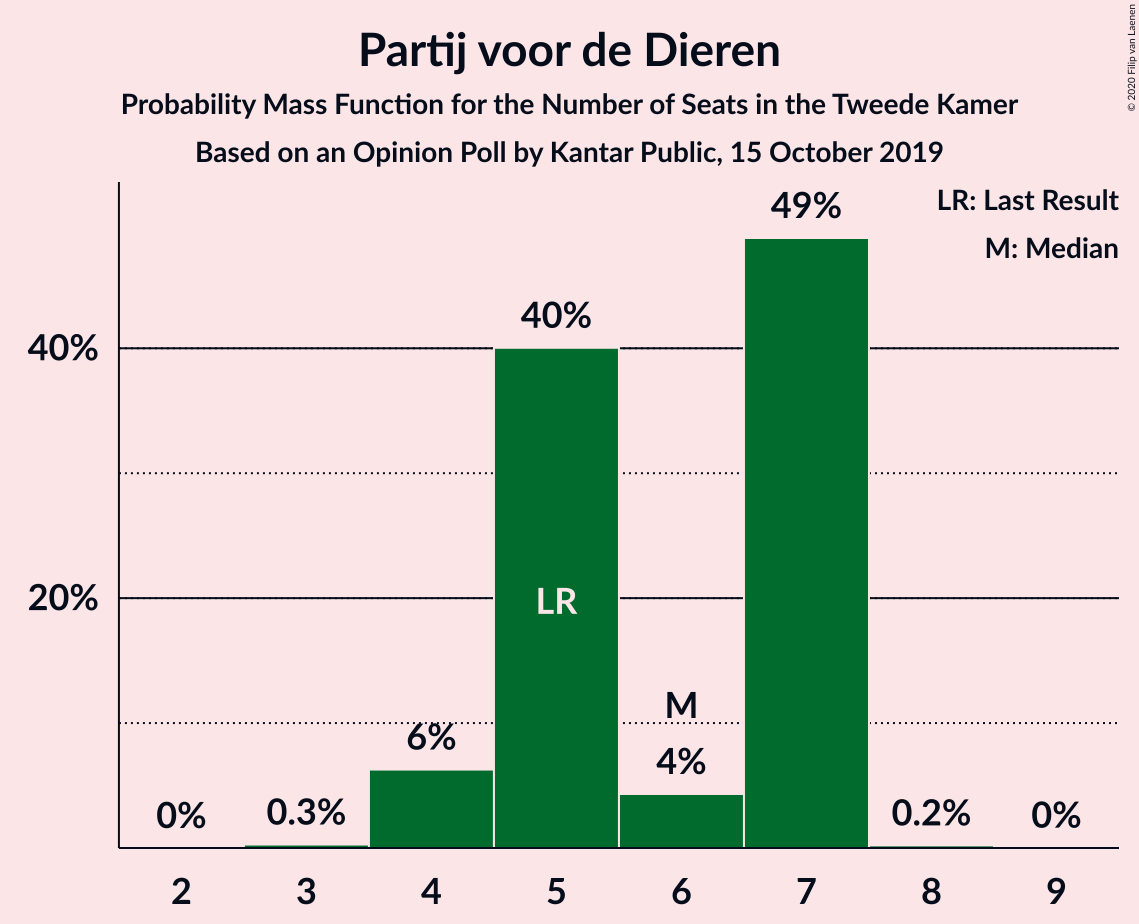 Partij voor de Dieren
Probability Mass Function for the Number of Seats in the Tweede Kamer
Based on an Opinion Poll by Kantar Public, 15 October 2019
© 2020 Filip van Laenen
LR: Last Result
M: Median
49%
40%
40%
20%
LR
M
6%
4%
0%
0.3%
0.2%
0%
2 3 4 5 6 7 8 9